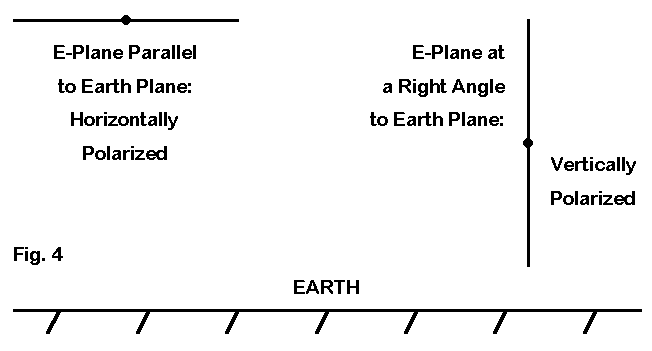 E-Plane Parallel
to Earth Plane:
Horizontally
Polarized
E-Plane at
a Right Angle
to Earth Plane:
Vertically
Polarized
Fig. 4
EARTH